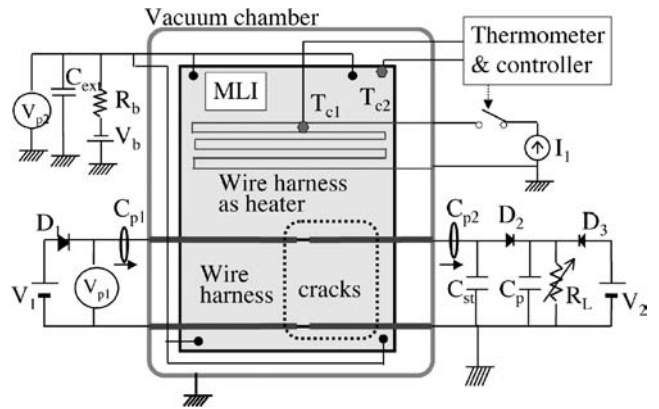 Vacuum chamber
Thermometer
& controller
MLI
C_ext
R_b
V_p2
V_b
T_c1
T_c2
I_1
Wire harness
as heater
D_1
C_p1
C_p2
D_2
D_3
V_p1
Wire
harness
cracks
V_1
C_st
C_p
R_L
V_2